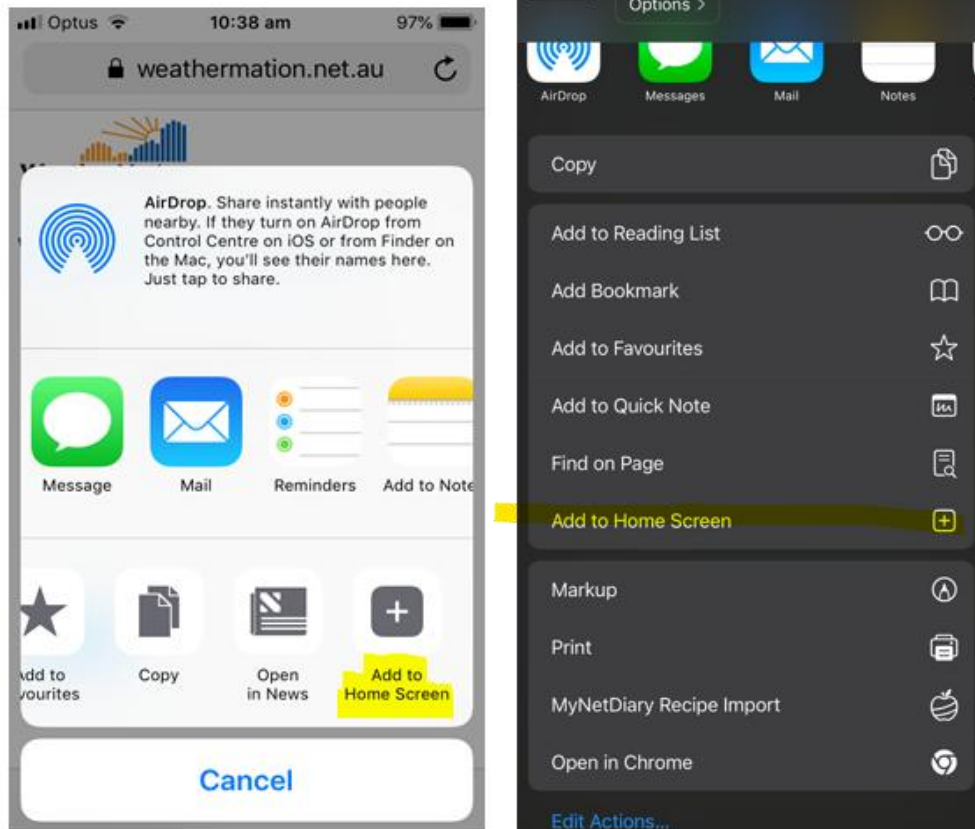 Optus
10:38 am
97%
weathermation.net.au
AirDrop. Share instantly with people
nearby. If they turn on AirDrop from
Control Centre on iOS or from Finder on
the Mac, you'll see their names here.
Just tap to share.
Message
Mail
Reminders
Add to Note
Copy
Open
in News
Add to
Home Screen
Cancel
Options >
AirDrop
Messages
Mail
Notes
Copy
Add to Reading List
Add Bookmark
Add to Favourites
Add to Quick Note
Find on Page
Add to Home Screen
Markup
Print
MyNetDiary Recipe Import
Open in Chrome
Edit Actions...